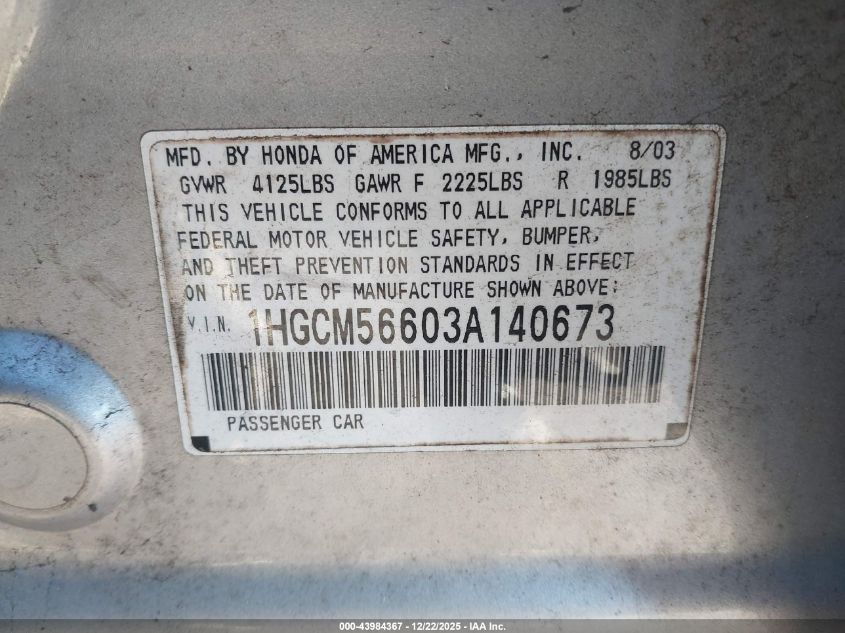 MFD. BY HONDA OF AMERICA MFG., INC. 8/03
GVWR 4125LBS GAWR F 2225LBS R 1985LBS
THIS VEHICLE CONFORMS TO ALL APPLICABLE
FEDERAL MOTOR VEHICLE SAFETY, BUMPER,
AND THEFT PREVENTION STANDARDS IN EFFECT
ON THE DATE OF MANUFACTURE SHOWN ABOVE:
V.I.N. 1HGCM56603A140673
PASSENGER CAR
000-43984367 - 12/22/2025 - IAA Inc.